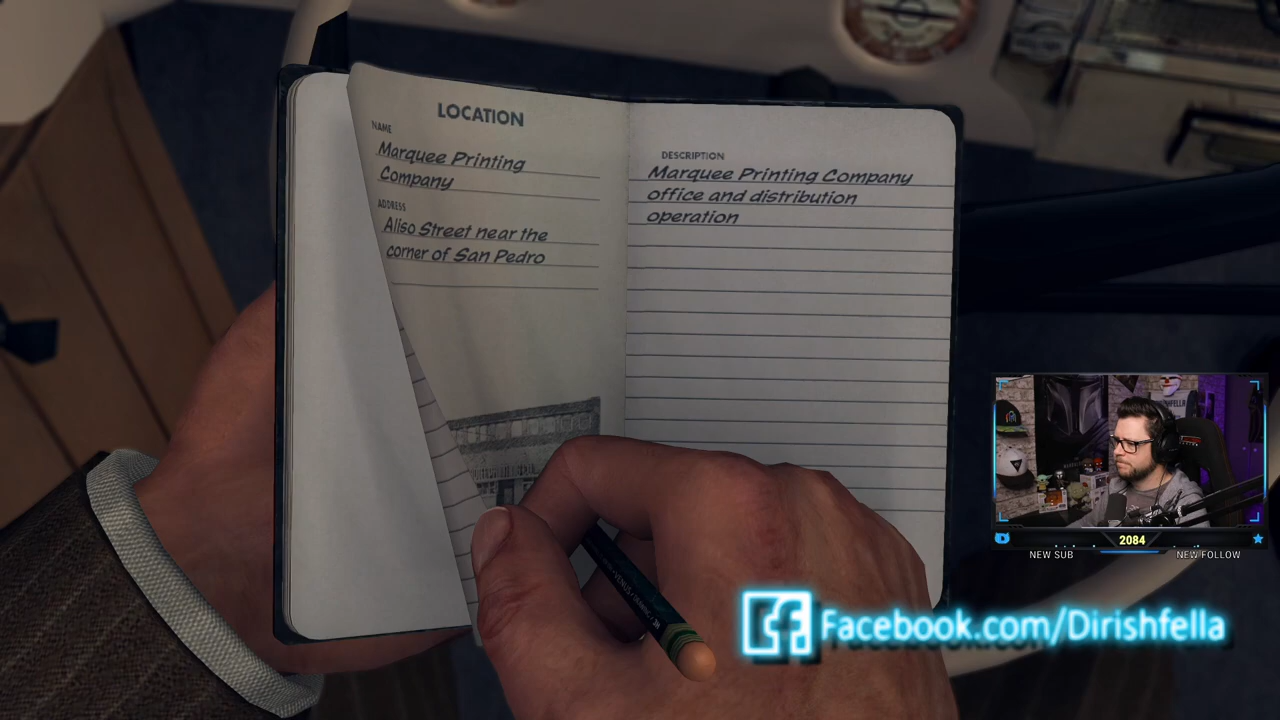 LOCATION
NAME
Marquee Printing
Company
ADDRESS
Aliso Street near the
corner of San Pedro
DESCRIPTION
Marquee Printing Company
office and distribution
operation
2084
NEW SUB
NEW FOLLOW
Facebook.com/Dirishfella